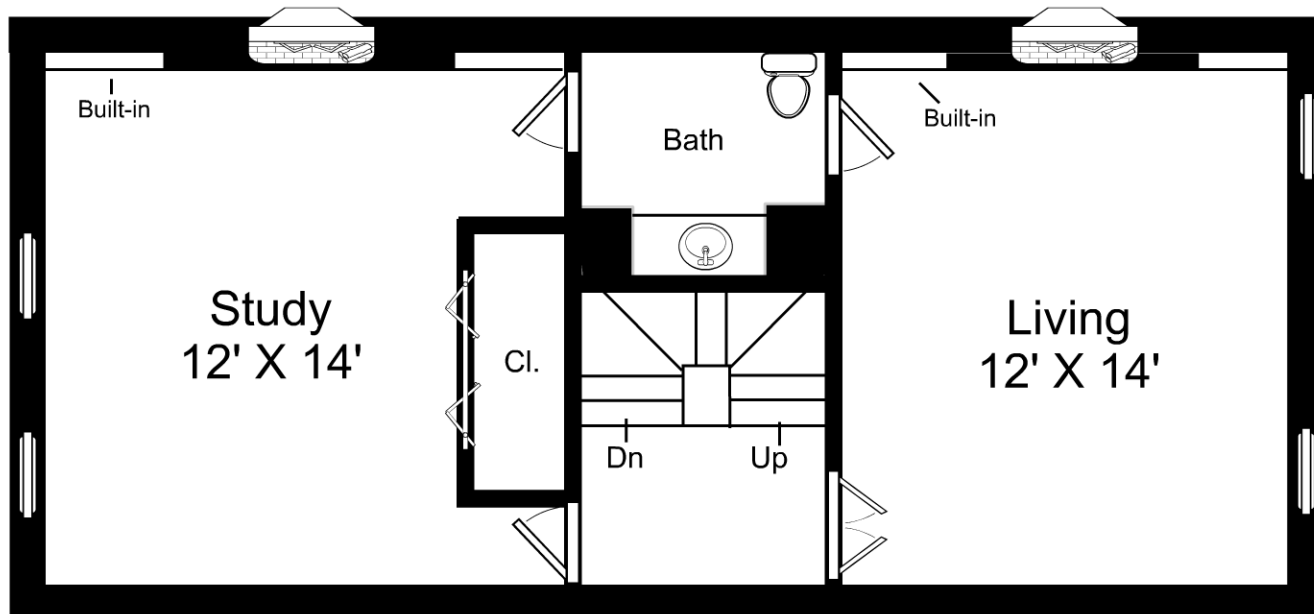 Built-in
Bath
Built-in
Study
12' X 14'
Cl.
Living
12' X 14'
Dn
Up